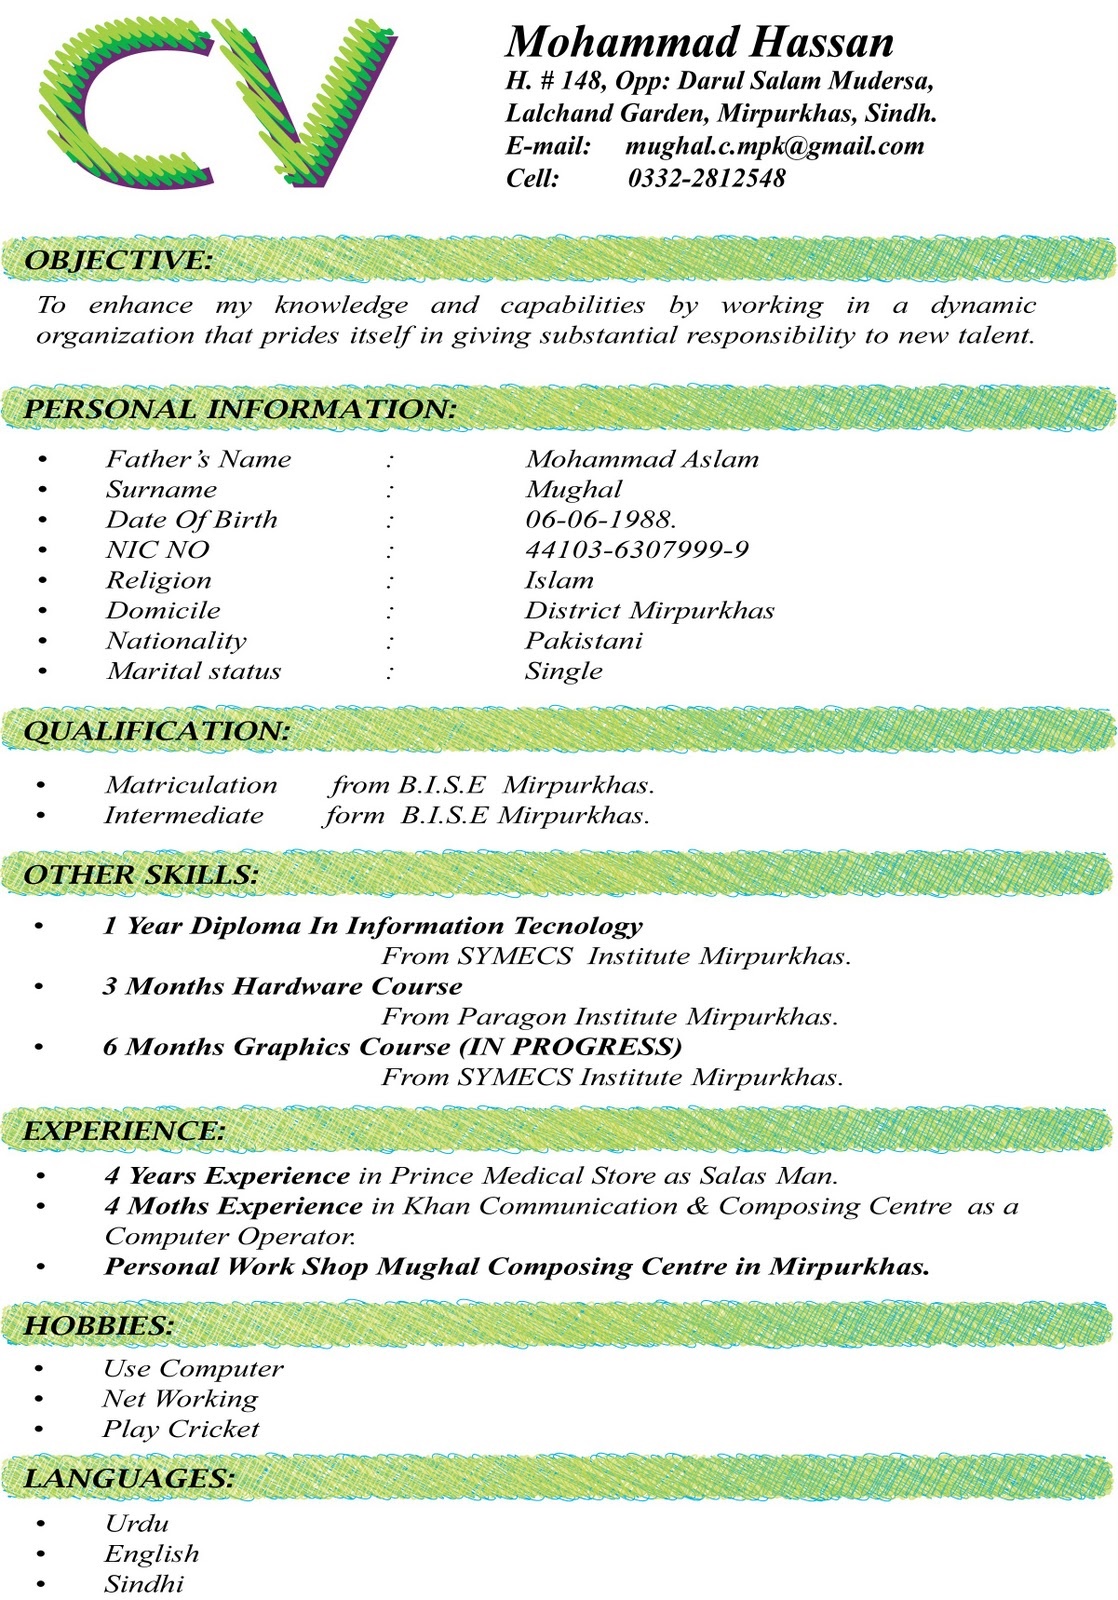 CV
Mohammad Hassan
H. # 148, Opp: Darul Salam Mudersa,
Lalchand Garden, Mirpurkhas, Sindh.
E-mail: mughal.c.mpk@gmail.com
Cell: 0332-2812548
OBJECTIVE:
To enhance my knowledge and capabilities by working in a dynamic
organization that prides itself in giving substantial responsibility to new talent.
PERSONAL INFORMATION:
• Father's Name : Mohammad Aslam
• Surname : Mughal
• Date Of Birth : 06-06-1988.
• NIC NO : 44103-6307999-9
• Religion : Islam
• Domicile : District Mirpurkhas
• Nationality : Pakistani
• Marital status : Single
QUALIFICATION:
• Matriculation from B.I.S.E Mirpurkhas.
• Intermediate form B.I.S.E Mirpurkhas.
OTHER SKILLS:
• 1 Year Diploma In Information Tecnology
From SYMECS Institute Mirpurkhas.
• 3 Months Hardware Course
From Paragon Institute Mirpurkhas.
• 6 Months Graphics Course (IN PROGRESS)
From SYMECS Institute Mirpurkhas.
EXPERIENCE:
• 4 Years Experience in Prince Medical Store as Salas Man.
• 4 Moths Experience in Khan Communication & Composing Centre as a
Computer Operator.
• Personal Work Shop Mughal Composing Centre in Mirpurkhas.
HOBBIES:
• Use Computer
• Net Working
• Play Cricket
LANGUAGES:
• Urdu
• English
• Sindhi